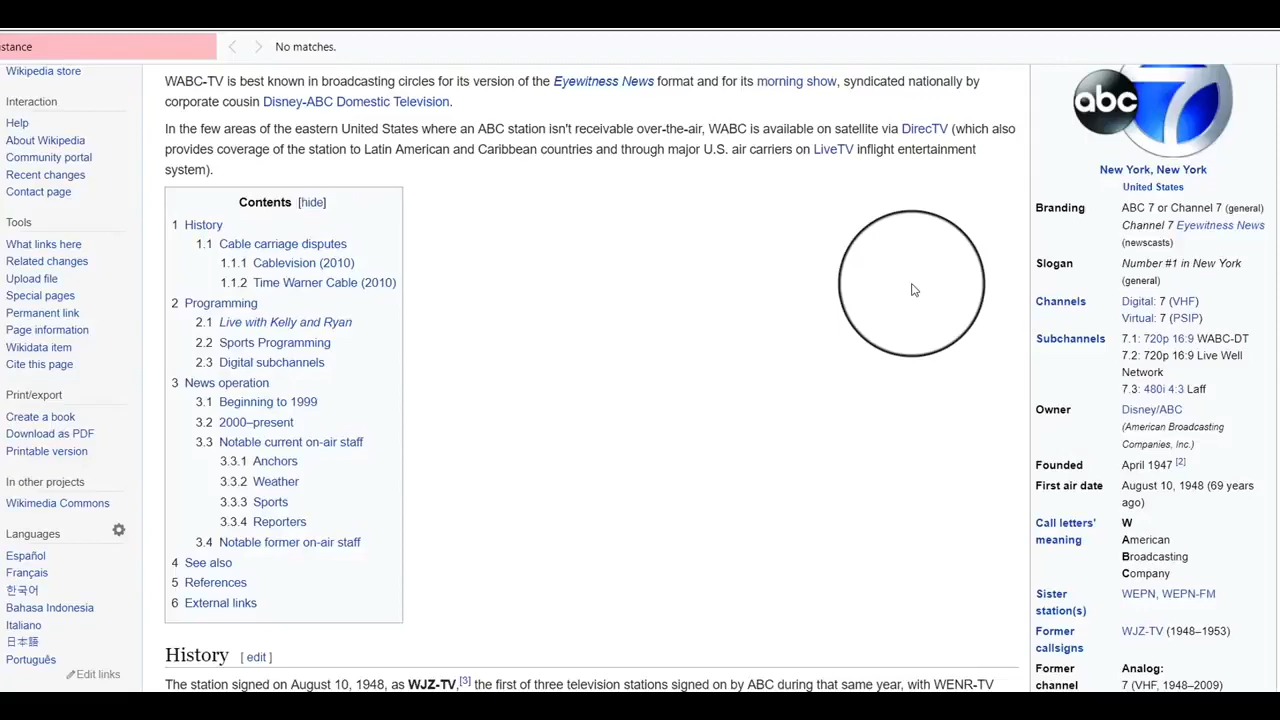 stance
No matches.
Wikipedia store
Interaction
Help
About Wikipedia
Community portal
Recent changes
Contact page
Tools
What links here
Related changes
Upload file
Special pages
Permanent link
Page information
Wikidata item
Cite this page
Print/export
Create a book
Download as PDF
Printable version
In other projects
Wikimedia Commons
Languages
Español
Français
한국어
Bahasa Indonesia
Italiano
日本語
Português
Edit links
WABC-TV is best known in broadcasting circles for its version of the Eyewitness News format and for its morning show, syndicated nationally by
corporate cousin Disney-ABC Domestic Television.
In the few areas of the eastern United States where an ABC station isn't receivable over-the-air, WABC is available on satellite via DirecTV (which also
provides coverage of the station to Latin American and Caribbean countries and through major U.S. air carriers on LiveTV inflight entertainment
system).
Contents [hide]
1 History
1.1 Cable carriage disputes
1.1.1 Cablevision (2010)
1.1.2 Time Warner Cable (2010)
2 Programming
2.1 Live with Kelly and Ryan
2.2 Sports Programming
2.3 Digital subchannels
3 News operation
3.1 Beginning to 1999
3.2 2000–present
3.3 Notable current on-air staff
3.3.1 Anchors
3.3.2 Weather
3.3.3 Sports
3.3.4 Reporters
3.4 Notable former on-air staff
4 See also
5 References
6 External links
History [ edit ]
The station signed on August 10, 1948, as WJZ-TV,[3] the first of three television stations signed on by ABC during that same year, with WENR-TV
abc 7
New York, New York
United States
Branding ABC 7 or Channel 7 (general)
Channel 7 Eyewitness News
(newscasts)
Slogan Number #1 in New York
(general)
Channels Digital: 7 (VHF)
Virtual: 7 (PSIP)
Subchannels 7.1: 720p 16:9 WABC-DT
7.2: 720p 16:9 Live Well
Network
7.3: 480i 4:3 Laff
Owner Disney/ABC
(American Broadcasting
Companies, Inc.)
Founded April 1947 [2]
First air date August 10, 1948 (69 years
ago)
Call letters' W
meaning American
Broadcasting
Company
Sister WEPN, WEPN-FM
station(s)
Former WJZ-TV (1948–1953)
callsigns
Former Analog:
channel 7 (VHF, 1948–2009)